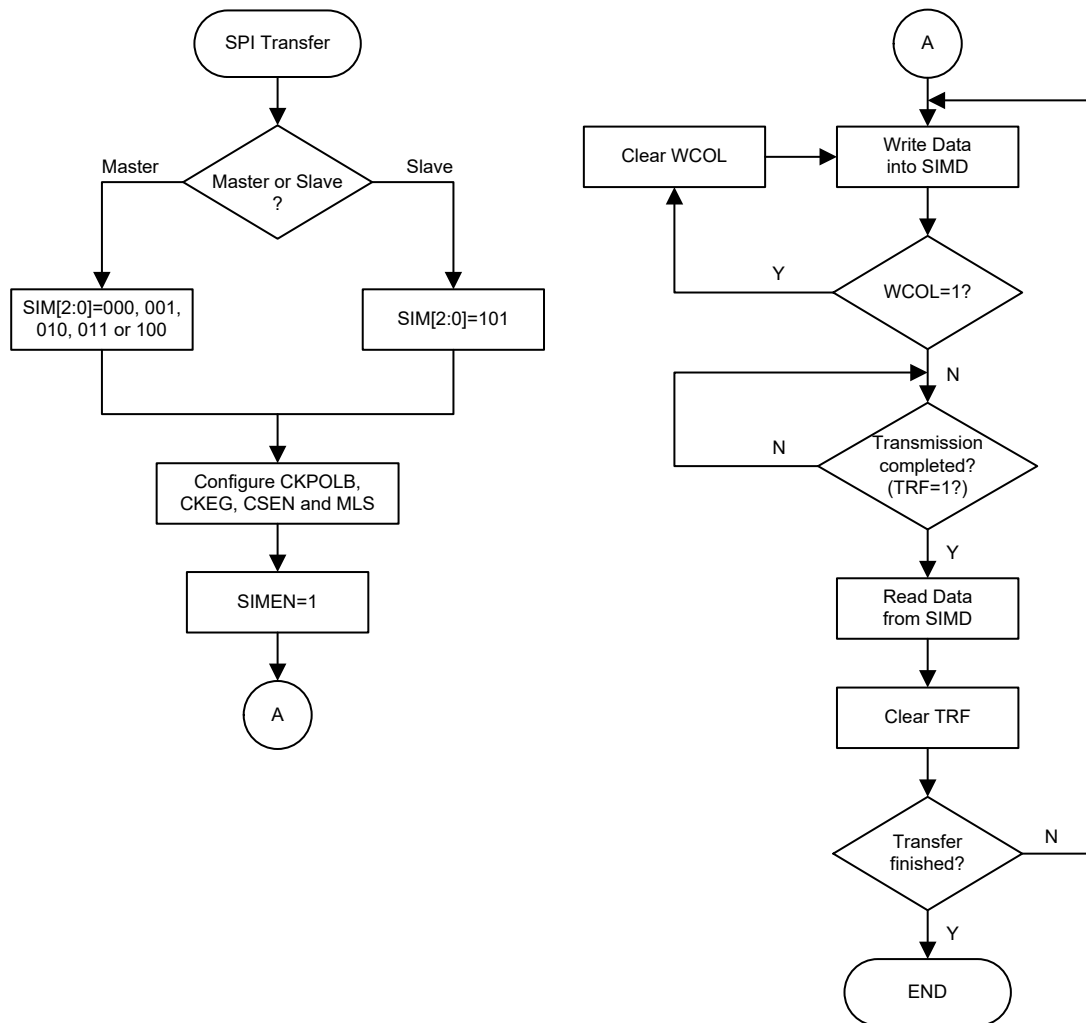 SPI Transfer
Master
Slave
Master or Slave
?
SIM[2:0]=000, 001,
010, 011 or 100
SIM[2:0]=101
Configure CKPOLB,
CKEG, CSEN and MLS
SIMEN=1
A
A
Clear WCOL
Write Data
into SIMD
Y
WCOL=1?
N
N
Transmission
completed?
(TRF=1?)
Y
Read Data
from SIMD
Clear TRF
Transfer
finished?
N
Y
END